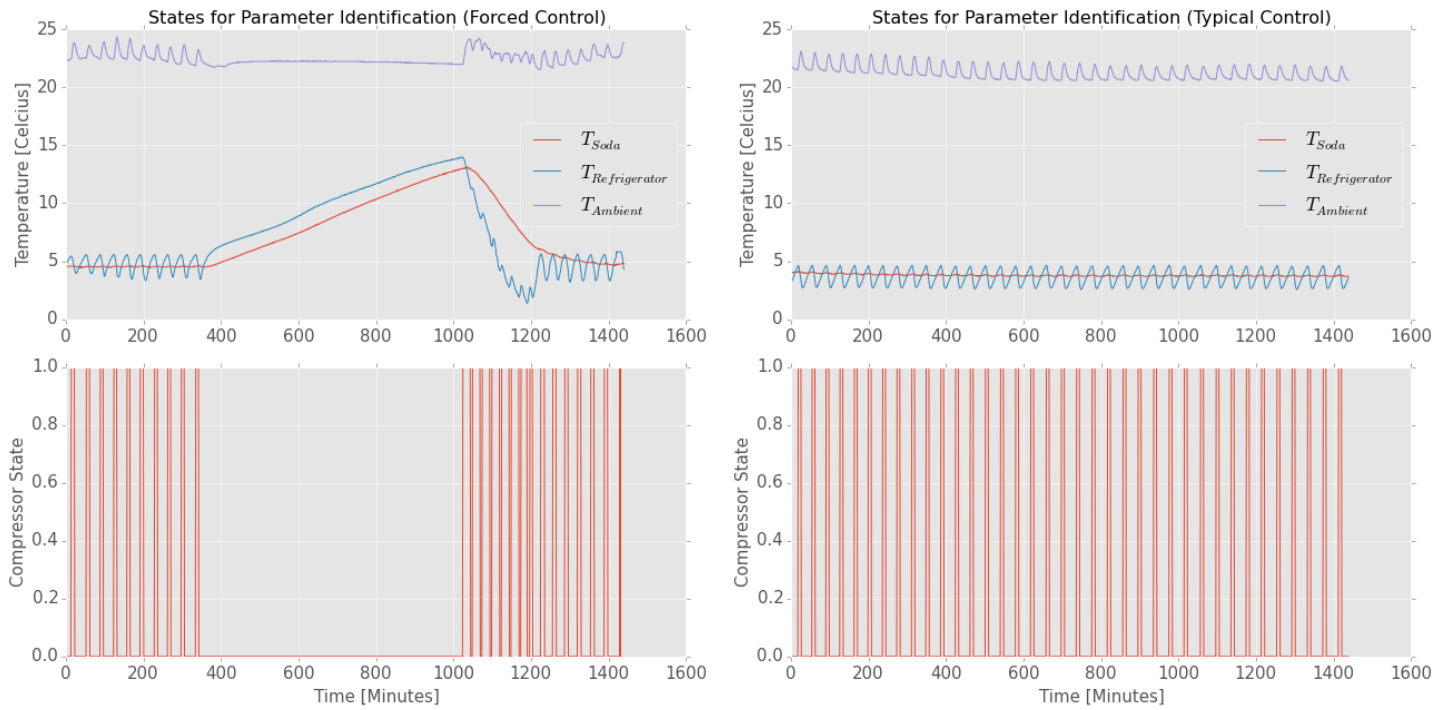 States for Parameter Identification (Forced Control)
25
20
15
10
5
0
Temperature [Celcius]
T_Soda
T_Refrigerator
T_Ambient
0 200 400 600 800 1000 1200 1400 1600
States for Parameter Identification (Typical Control)
25
20
15
10
5
0
Temperature [Celcius]
T_Soda
T_Refrigerator
T_Ambient
0 200 400 600 800 1000 1200 1400 1600
1.0
0.8
0.6
0.4
0.2
0.0
Compressor State
0 200 400 600 800 1000 1200 1400 1600
Time [Minutes]
1.0
0.8
0.6
0.4
0.2
0.0
Compressor State
0 200 400 600 800 1000 1200 1400 1600
Time [Minutes]